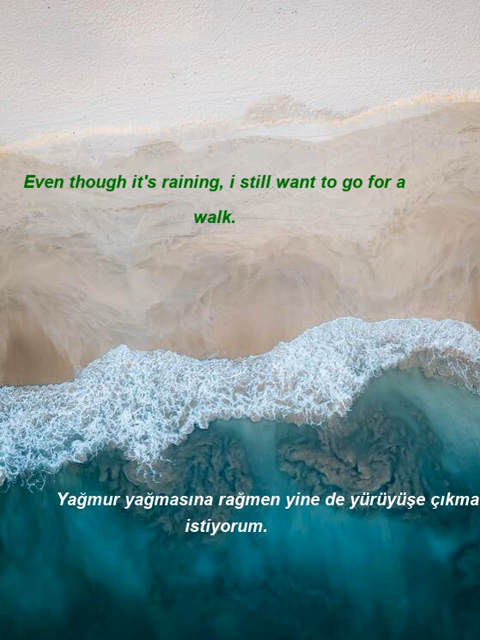 Even though it's raining, i still want to go for a
walk.
Yağmur yağmasına rağmen yine de yürüyüşe çıkma
istiyorum.